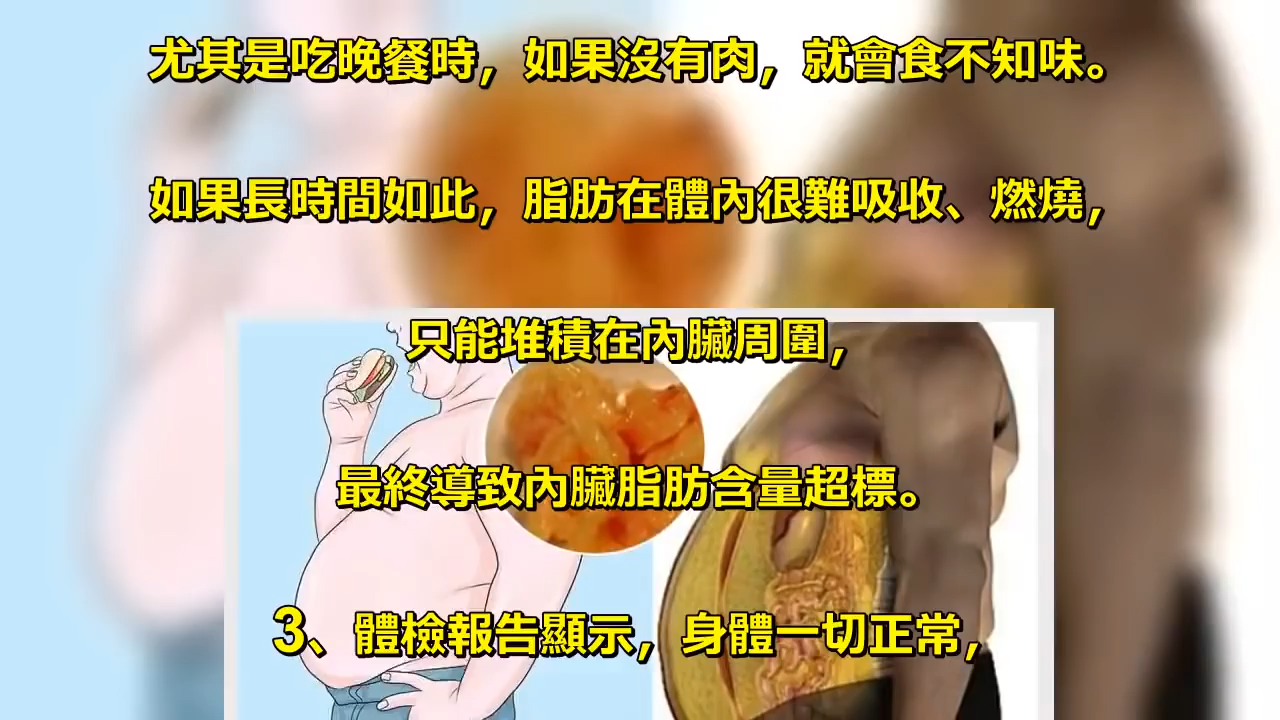 尤其是吃晚餐時，如果沒有肉，就會食不知味。
如果長時間如此，脂肪在體內很難吸收、燃燒，
只能堆積在內臟周圍，
最終導致內臟脂肪含量超標。
3、體檢報告顯示，身體一切正常，